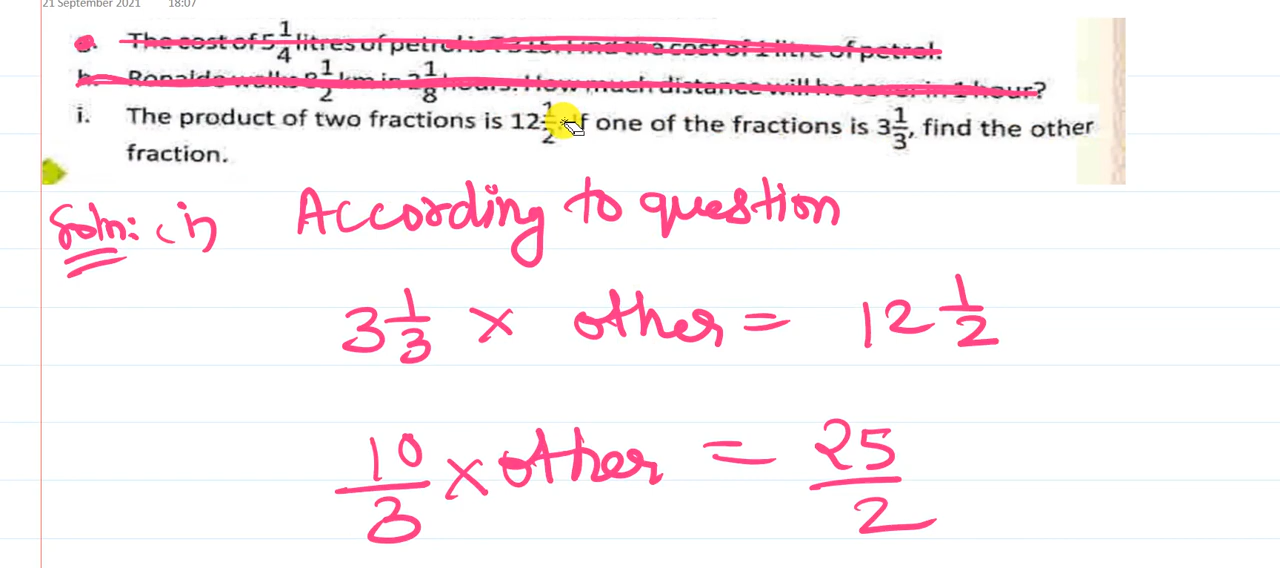 21 September 2021 18:07
The cost of 5 1/4 litres of petrol is ₹ 315. Find the cost of 1 litre of petrol.
h. Ronaldo walks 8 1/2 km in 2 1/8 hours. How much distance will he cover in 1 hour?
i. The product of two fractions is 12 1/2. If one of the fractions is 3 1/3, find the other
fraction.
Soln: (i) According to question
3 1/3 × other = 12 1/2
10/3 × other = 25/2